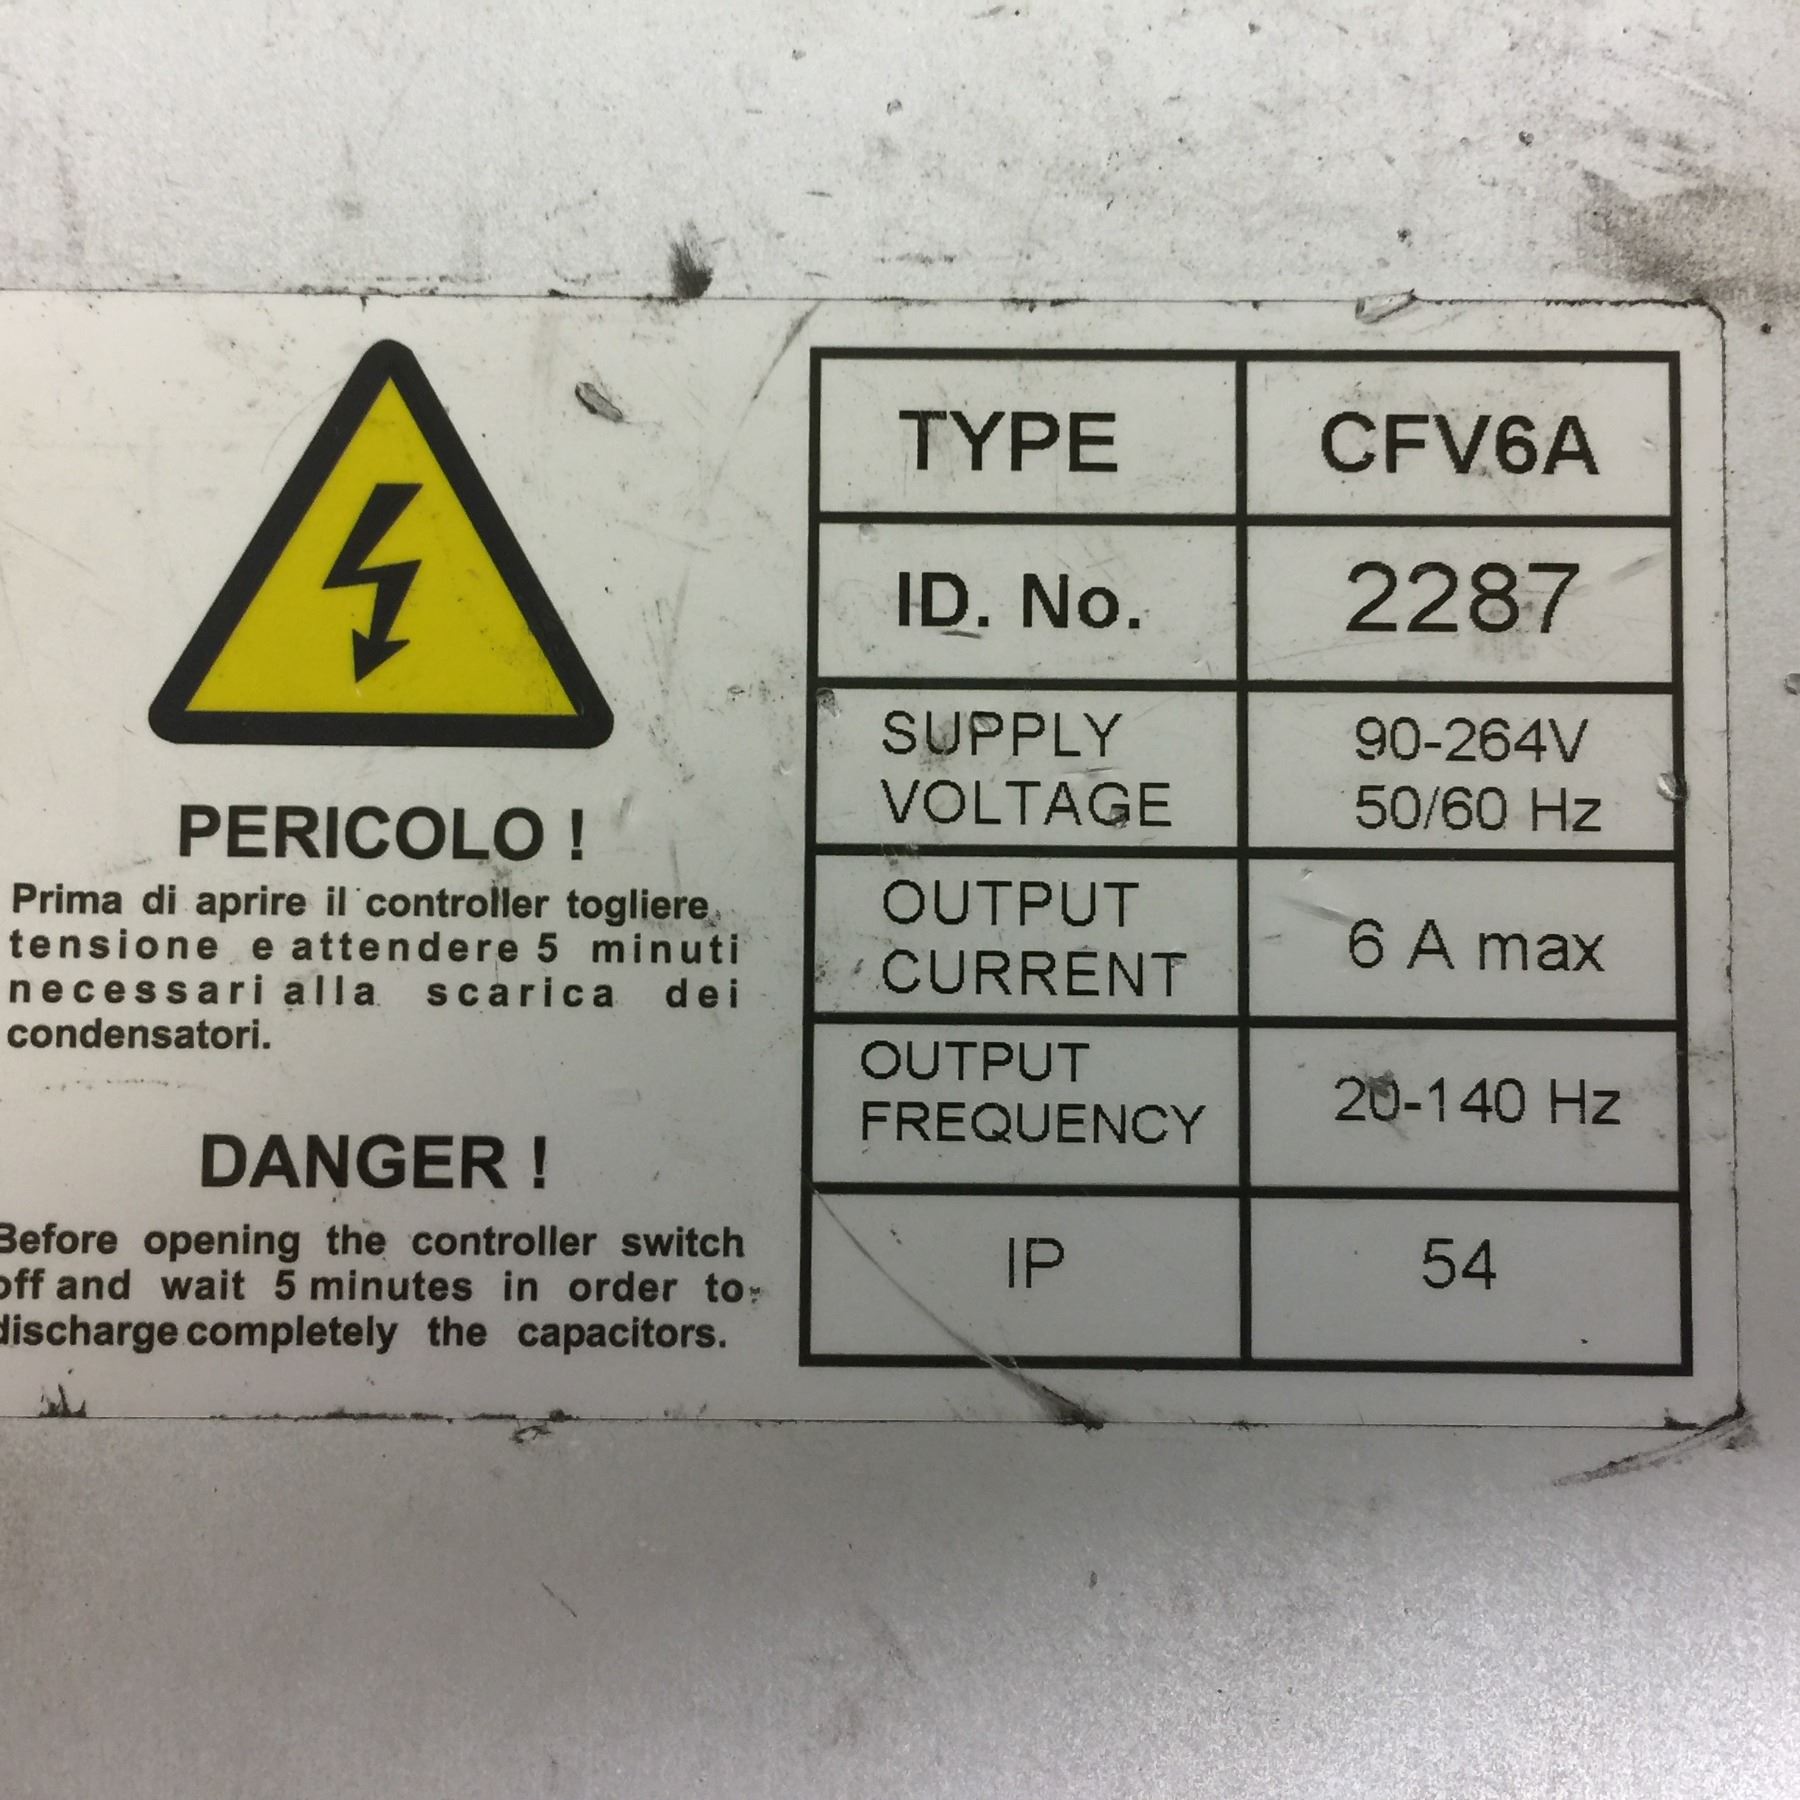 PERICOLO !
Prima di aprire il controller togliere
tensione e attendere 5 minuti
necessari alla scarica dei
condensatori.
DANGER !
Before opening the controller switch
off and wait 5 minutes in order to
discharge completely the capacitors.
TYPE CFV6A
ID. No. 2287
SUPPLY
VOLTAGE
90-264V
50/60 Hz
OUTPUT
CURRENT
6 A max
OUTPUT
FREQUENCY
20-140 Hz
IP 54